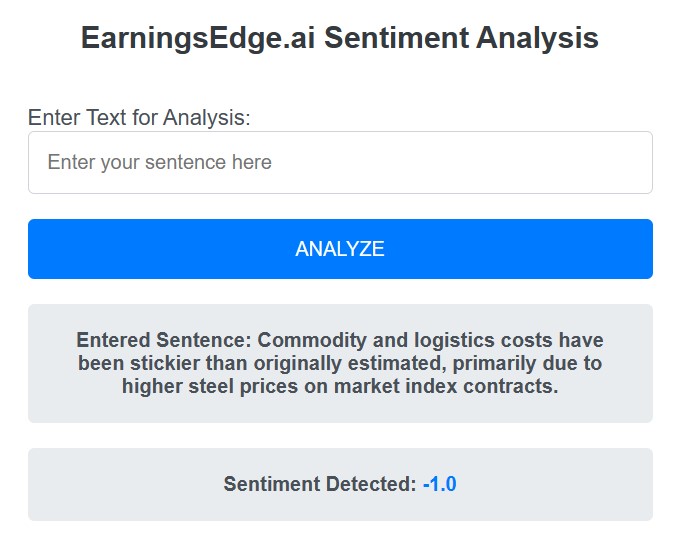 EarningsEdge.ai Sentiment Analysis
Enter Text for Analysis:
Enter your sentence here
ANALYZE
Entered Sentence: Commodity and logistics costs have
been stickier than originally estimated, primarily due to
higher steel prices on market index contracts.
Sentiment Detected: -1.0